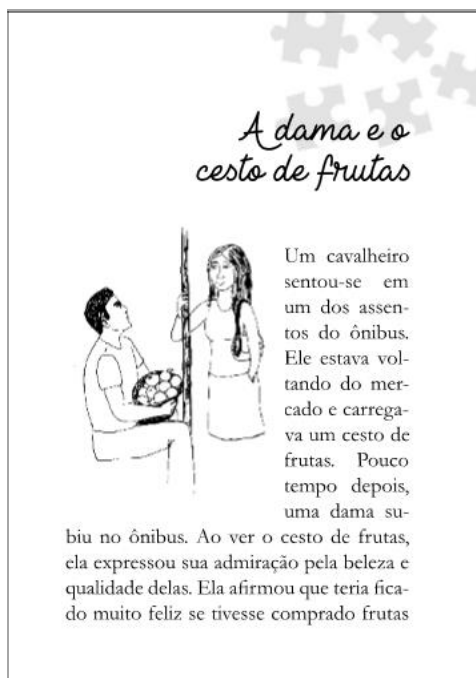 A dama e o
cesto de frutas
Um cavalheiro
sentou-se em
um dos assen-
tos do ônibus.
Ele estava vol-
tando do mer-
cado e carrega-
va um cesto de
frutas. Pouco
tempo depois,
uma dama su-
biu no ônibus. Ao ver o cesto de frutas,
ela expressou sua admiração pela beleza e
qualidade delas. Ela afirmou que teria fica-
do muito feliz se tivesse comprado frutas